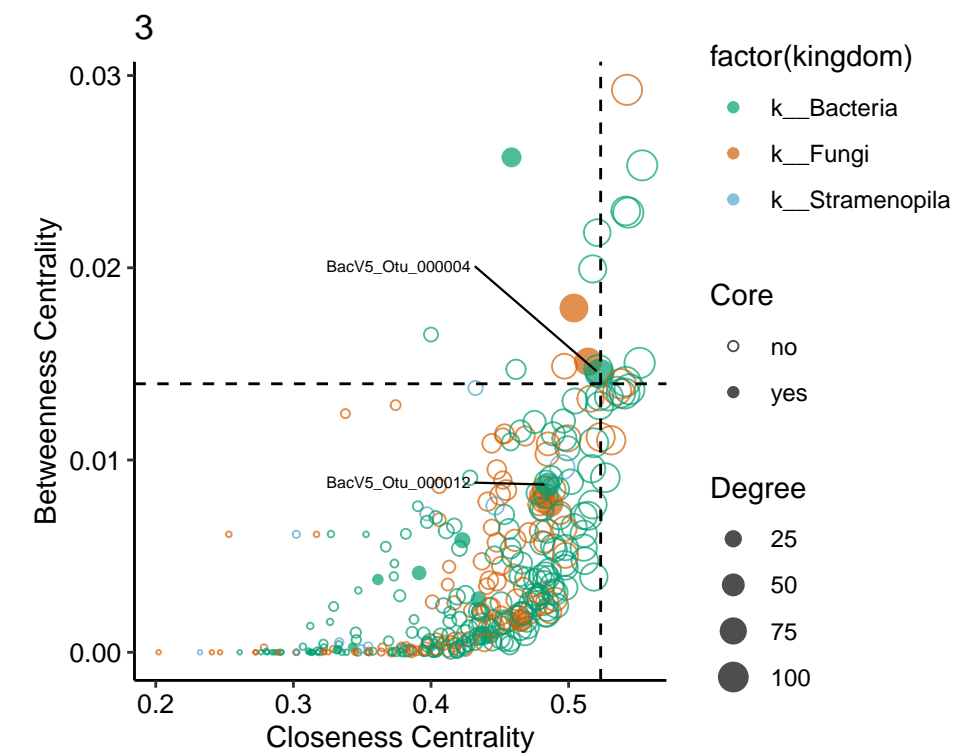 3
factor(kingdom)
k__Bacteria
k__Fungi
k__Stramenopila
Core
no
yes
Degree
25
50
75
100
Betweenness Centrality
0.03
0.02
0.01
0.00
BacV5_Otu_000004
BacV5_Otu_000012
0.2 0.3 0.4 0.5
Closeness Centrality